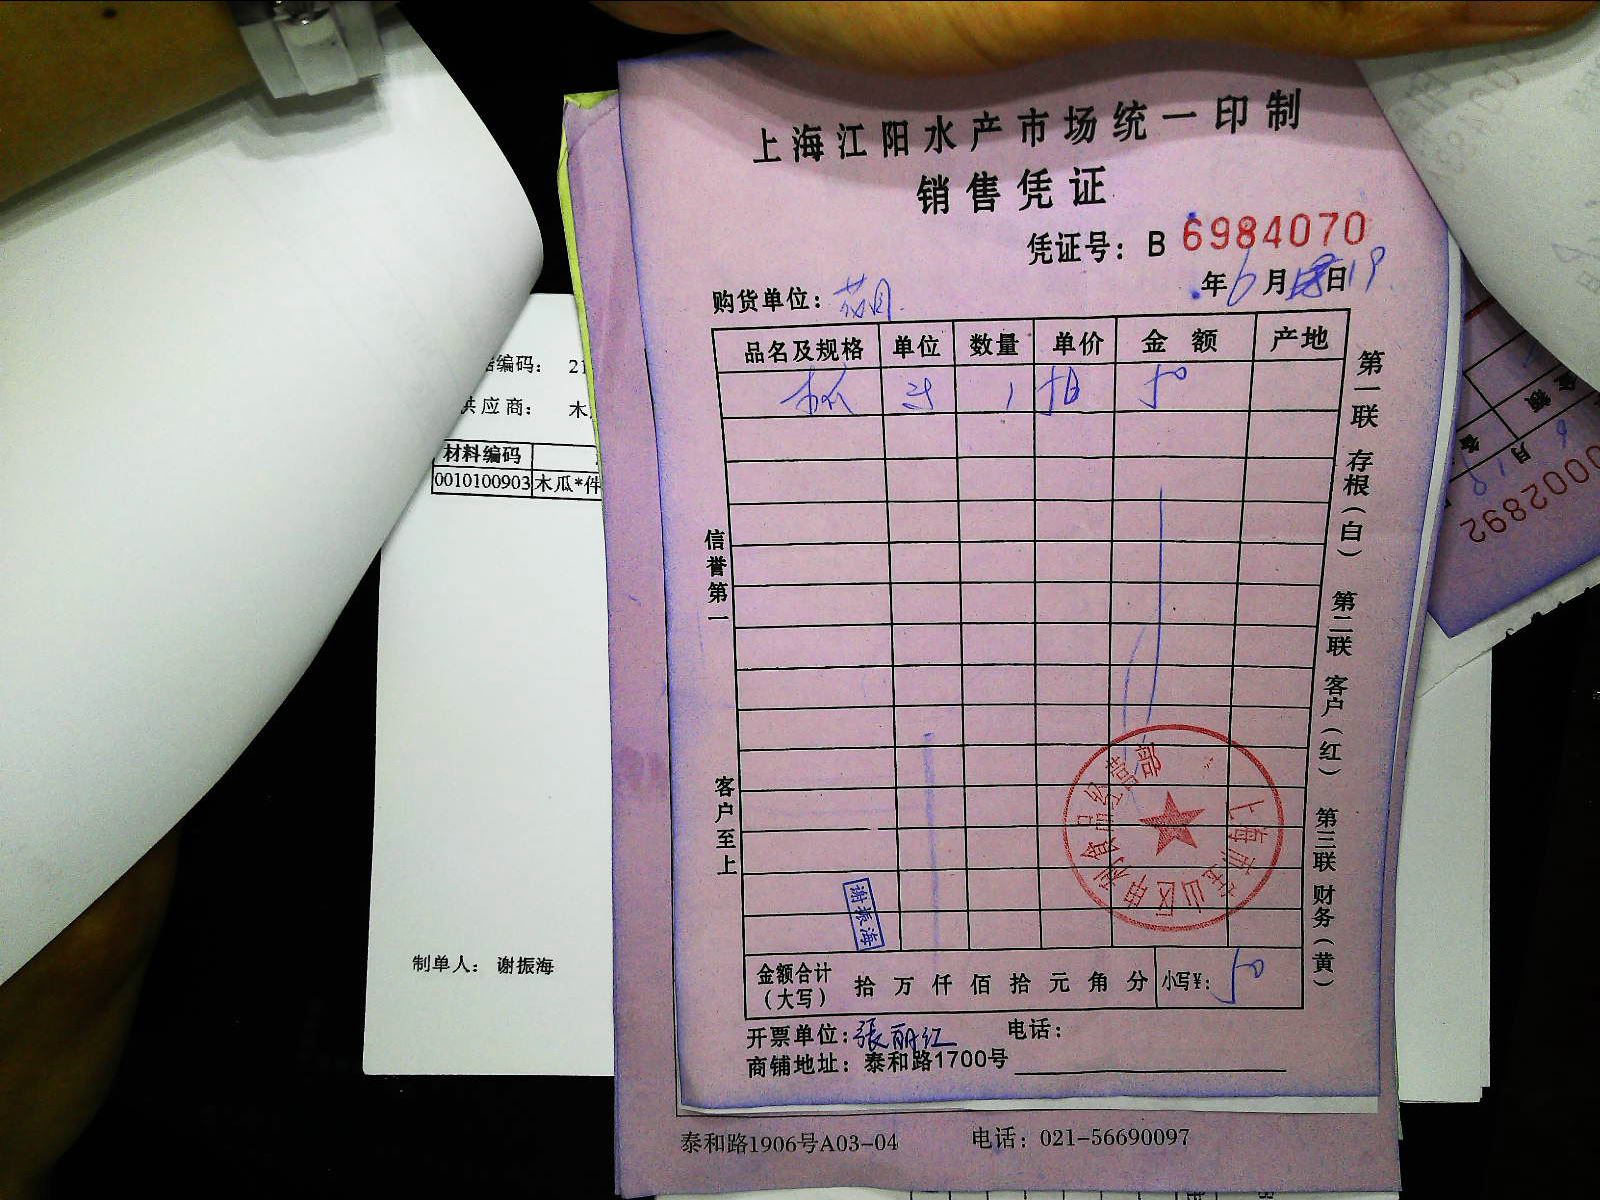 上海江阳水产市场统一印制
销售凭证
凭证号：B 6984070
年6月日19
购货单位：
品名及规格 单位 数量 单价 金 额 产地
1 50
信誉第一
客户至上
第一联 存根（白） 第二联 客户（红） 第三联 财务（黄）
谢振海
金额合计（大写） 拾 万 仟 佰 拾 元 角 分 小写¥：50
开票单位：張丽红 电话：
商铺地址：泰和路1700号
泰和路1906号A03-04 电话：021-56690097
编码： 21
供应商： 木
材料编码
0010100903 木瓜*件
制单人： 谢振海
0002892